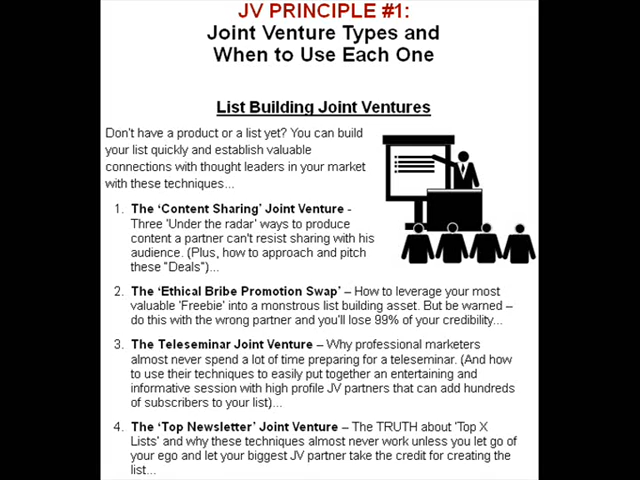 JV PRINCIPLE #1:
Joint Venture Types and
When to Use Each One
List Building Joint Ventures
Don't have a product or a list yet? You can build
your list quickly and establish valuable
connections with thought leaders in your market
with these techniques...
1. The 'Content Sharing' Joint Venture -
Three 'Under the radar' ways to produce
content a partner can't resist sharing with his
audience. (Plus, how to approach and pitch
these "Deals")...
2. The 'Ethical Bribe Promotion Swap' – How to leverage your most
valuable 'Freebie' into a monstrous list building asset. But be warned –
do this with the wrong partner and you'll lose 99% of your credibility...
3. The Teleseminar Joint Venture – Why professional marketers
almost never spend a lot of time preparing for a teleseminar. (And how
to use their techniques to easily put together an entertaining and
informative session with high profile JV partners that can add hundreds
of subscribers to your list)...
4. The 'Top Newsletter' Joint Venture – The TRUTH about 'Top X
Lists' and why these techniques almost never work unless you let go of
your ego and let your biggest JV partner take the credit for creating the
list...